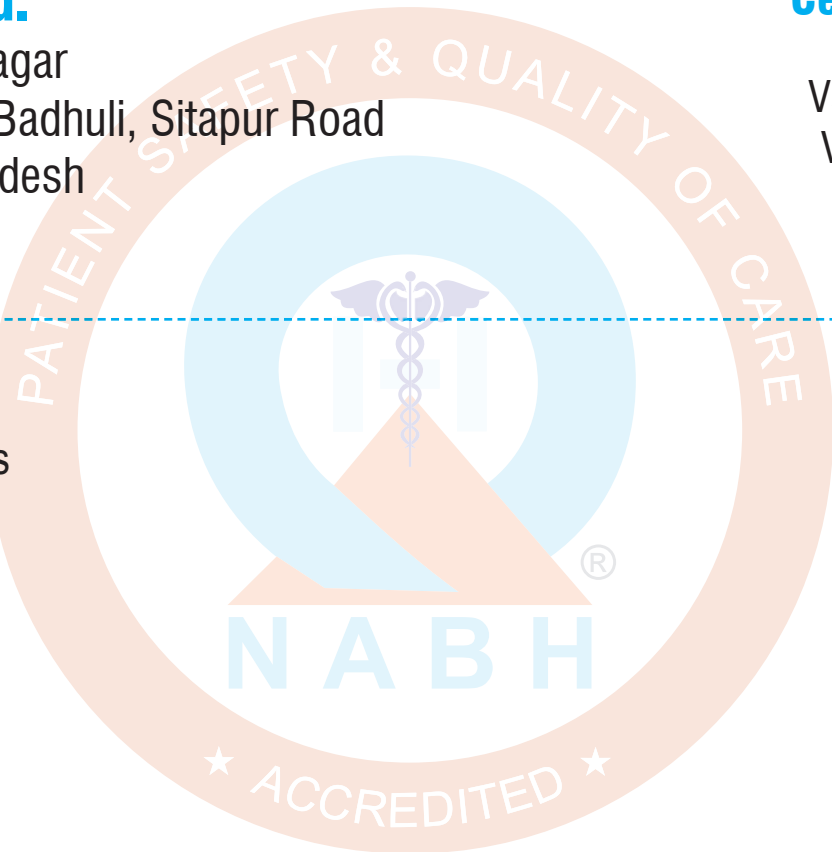 agar
Badhuli, Sitapur Road
desh
PATIENT SAFETY & QUALITY OF CARE
®
NABH
★ ACCREDITED ★